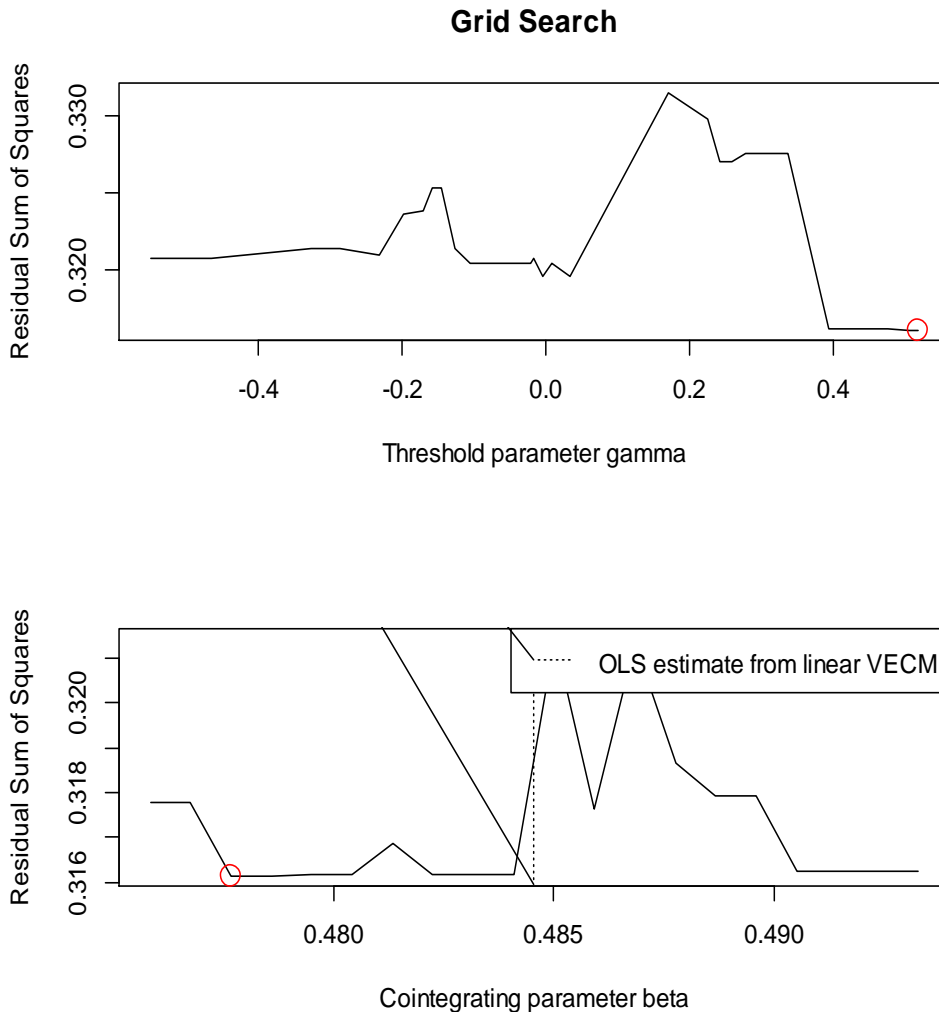 Grid Search
Residual Sum of Squares
0.330
0.320
-0.4 -0.2 0.0 0.2 0.4
Threshold parameter gamma
Residual Sum of Squares
0.320
0.318
0.316
OLS estimate from linear VECM
0.480 0.485 0.490
Cointegrating parameter beta